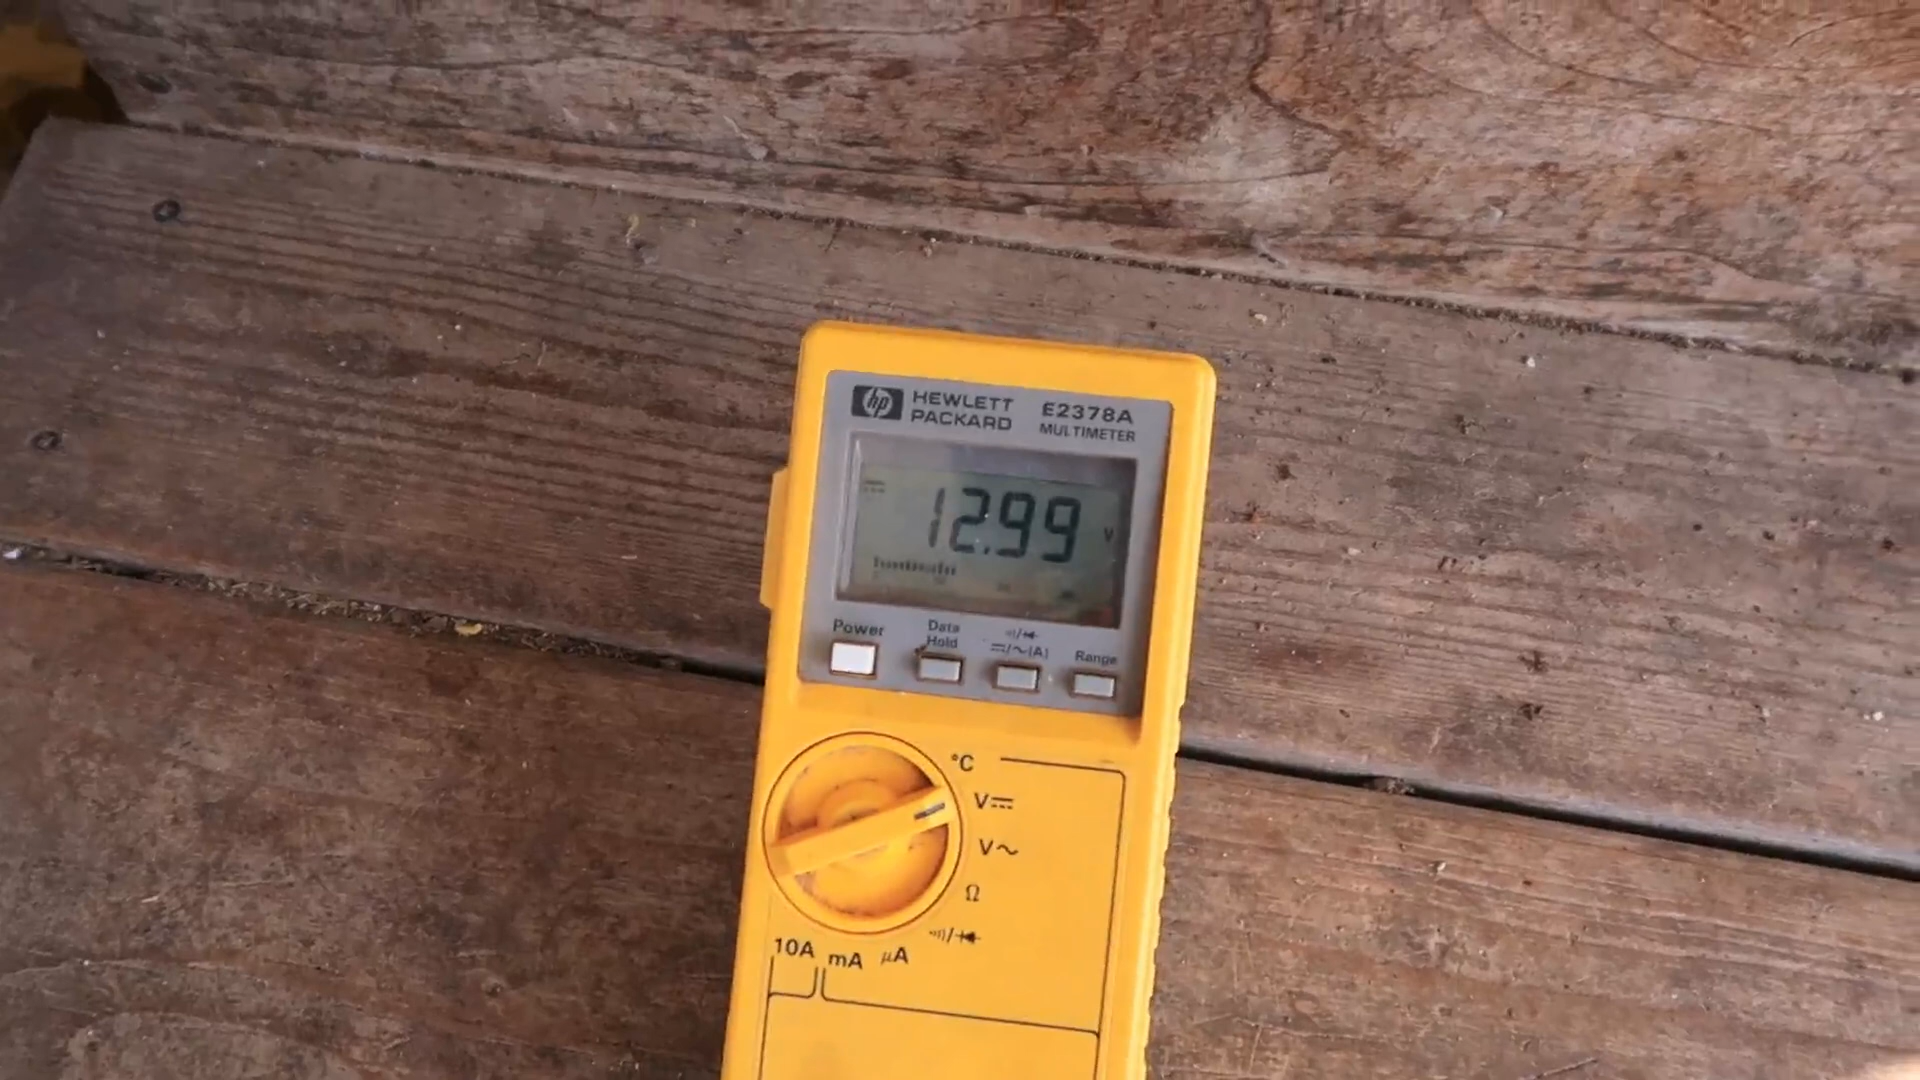 hp HEWLETT PACKARD
E2378A
MULTIMETER
12.99 V
Power
Data Hold
⎓/~(A)
Range
°C
V⎓
V~
Ω
10A
mA
μA